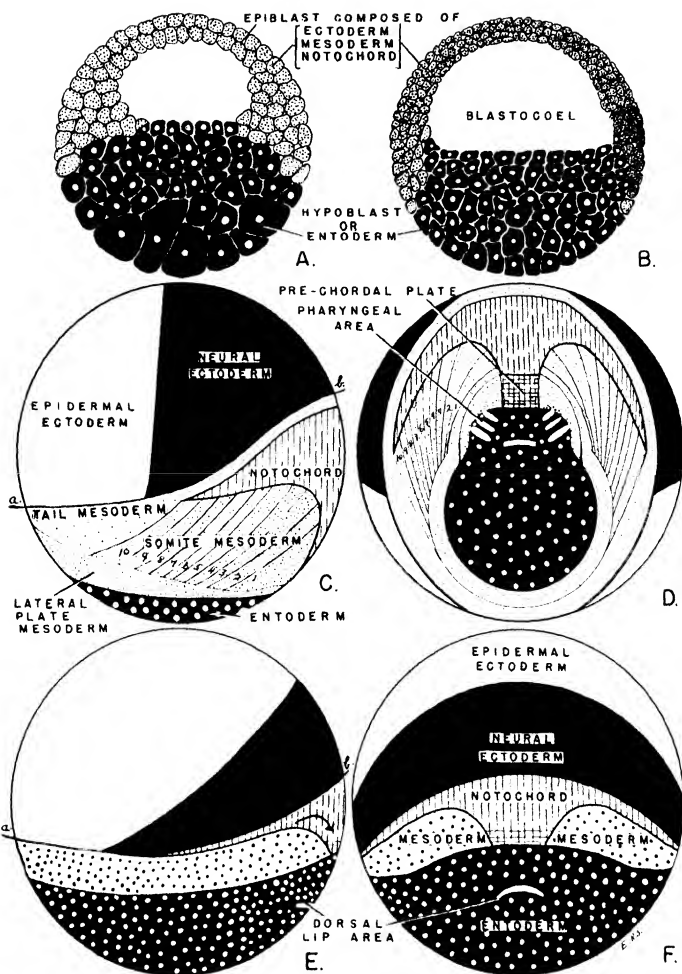 EPIBLAST COMPOSED OF
ECTODERM
MESODERM
NOTOCHORD
BLASTOCOEL
HYPOBLAST
OR
ENTODERM
A.
B.
PRE-CHORDAL PLATE
PHARYNGEAL
AREA
NEURAL
ECTODERM
EPIDERMAL
ECTODERM
b.
NOTOCHORD
a.
TAIL MESODERM
SOMITE MESODERM
10 9 8 7 6 5 4 3 2 1
C.
LATERAL
PLATE
MESODERM
ENTODERM
D.
EPIDERMAL
ECTODERM
NEURAL
ECTODERM
b.
NOTOCHORD
a.
MESODERM MESODERM
DORSAL
LIP AREA
ENTODERM
E.
F.